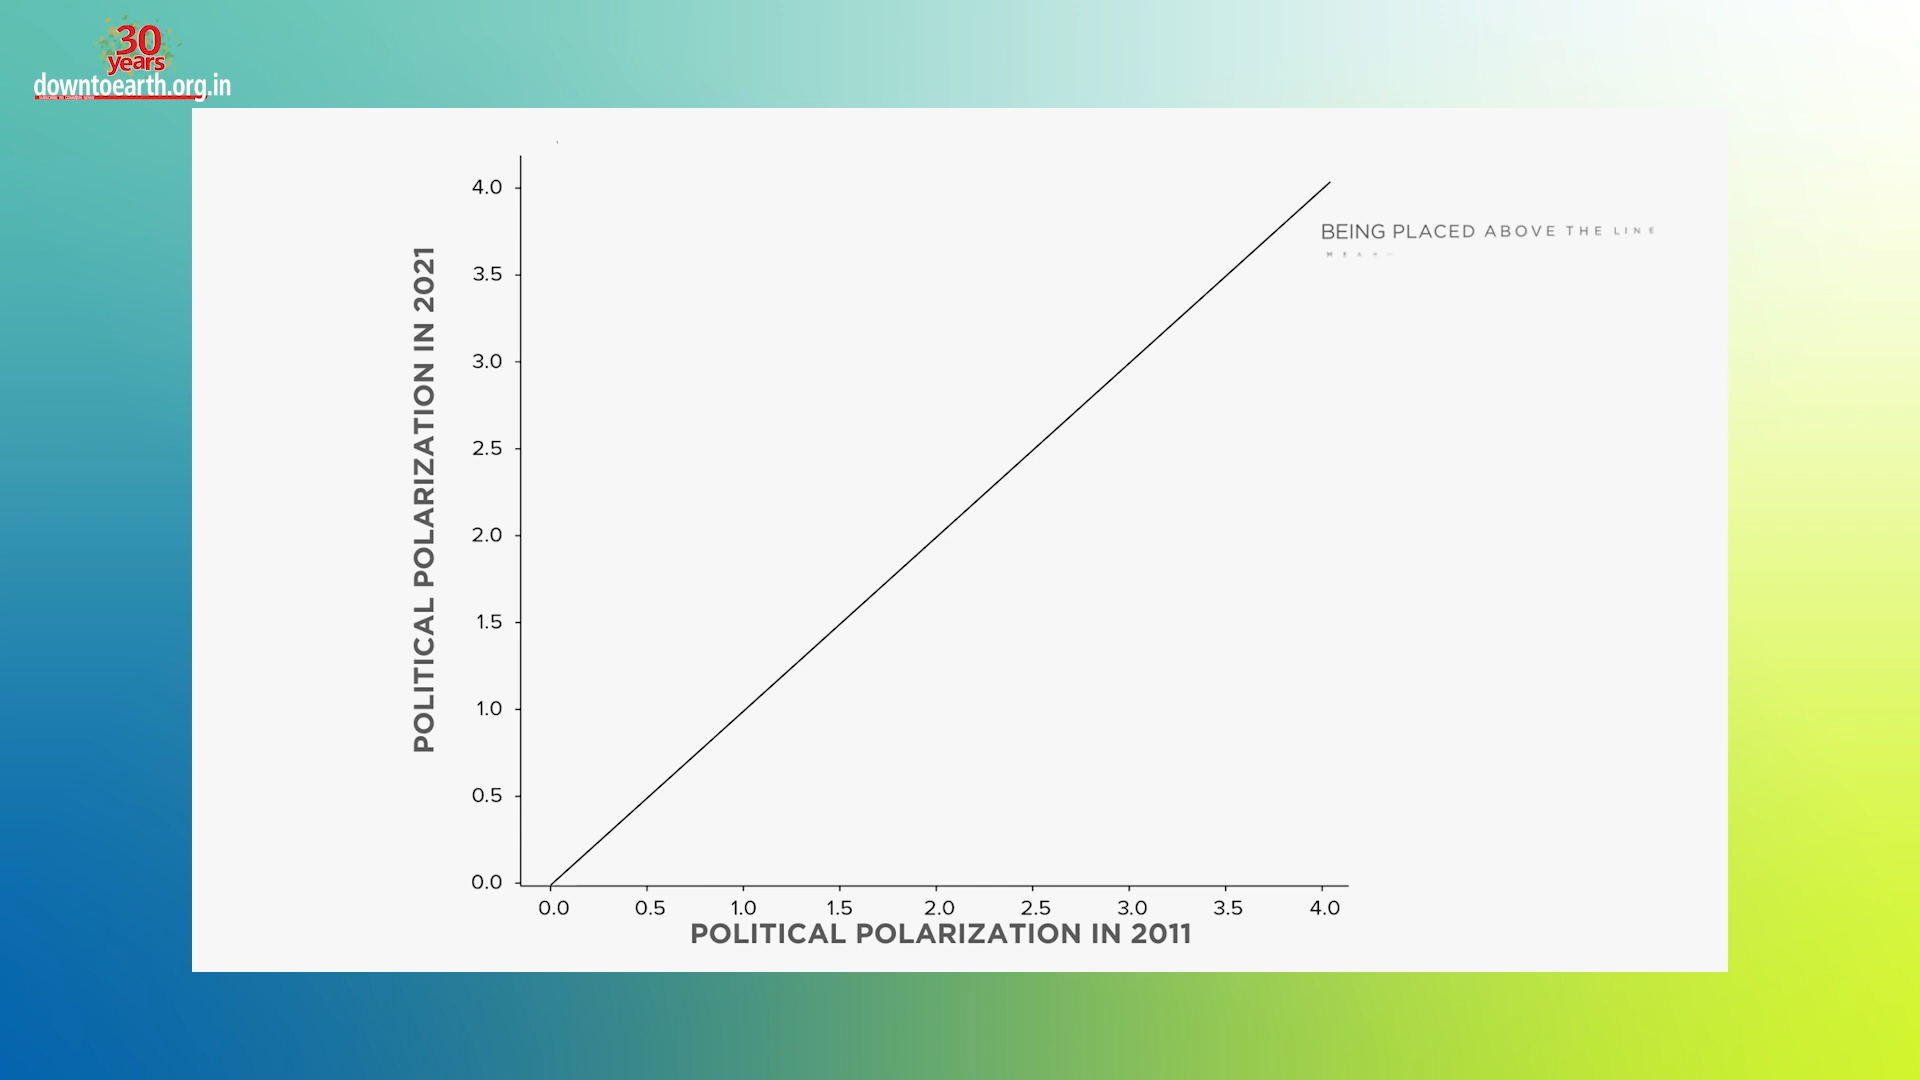 30
years
downtoearth.org.in
4.0
3.5
3.0
2.5
2.0
1.5
1.0
0.5
0.0
POLITICAL POLARIZATION IN 2021
BEING PLACED ABOVE THE LINE
0.0 0.5 1.0 1.5 2.0 2.5 3.0 3.5 4.0
POLITICAL POLARIZATION IN 2011